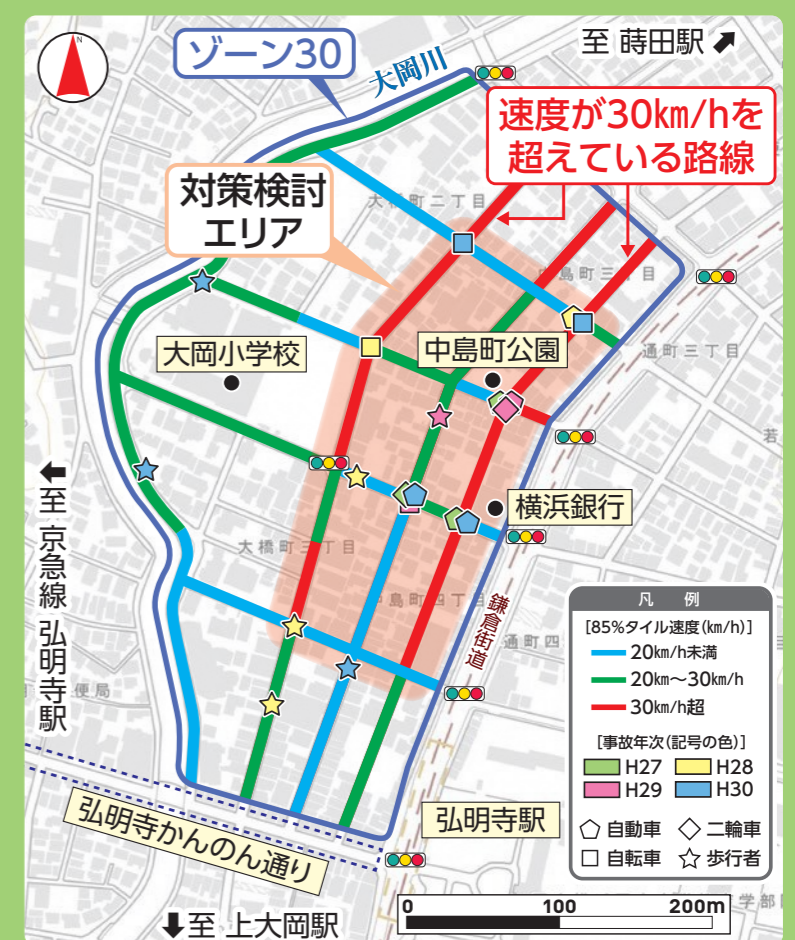 N
ゾーン30
大岡川
至 蒔田駅
速度が30km/hを
超えている路線
対策検討
エリア
大橋町二丁目
中島町三丁目
通町三丁目
大岡小学校
中島町公園
若
横浜銀行
至 京急線 弘明寺駅
大橋町三丁目
中島町四丁目
鎌倉街道
通町四
便局
弘明寺かんのん通り
弘明寺駅
至 上大岡駅
凡 例
[85%タイル速度(km/h)]
20km/h未満
20km〜30km/h
30km/h超
[事故年次(記号の色)]
H27 H28
H29 H30
自動車 二輪車
自転車 歩行者
0 100 200m
学部